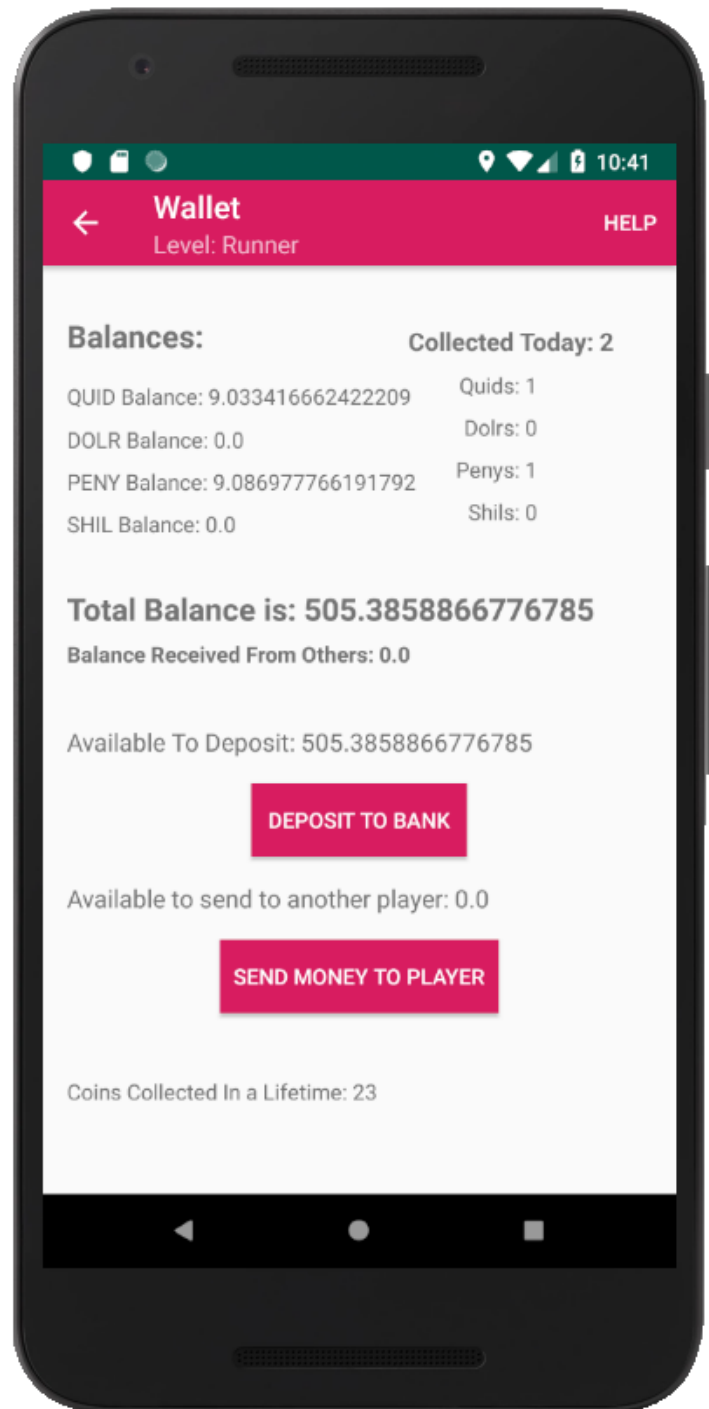 10:41
Wallet
Level: Runner
HELP
Balances:
Collected Today: 2
QUID Balance: 9.033416662422209
Quids: 1
DOLR Balance: 0.0
Dolrs: 0
PENY Balance: 9.086977766191792
Penys: 1
SHIL Balance: 0.0
Shils: 0
Total Balance is: 505.3858866776785
Balance Received From Others: 0.0
Available To Deposit: 505.3858866776785
DEPOSIT TO BANK
Available to send to another player: 0.0
SEND MONEY TO PLAYER
Coins Collected In a Lifetime: 23